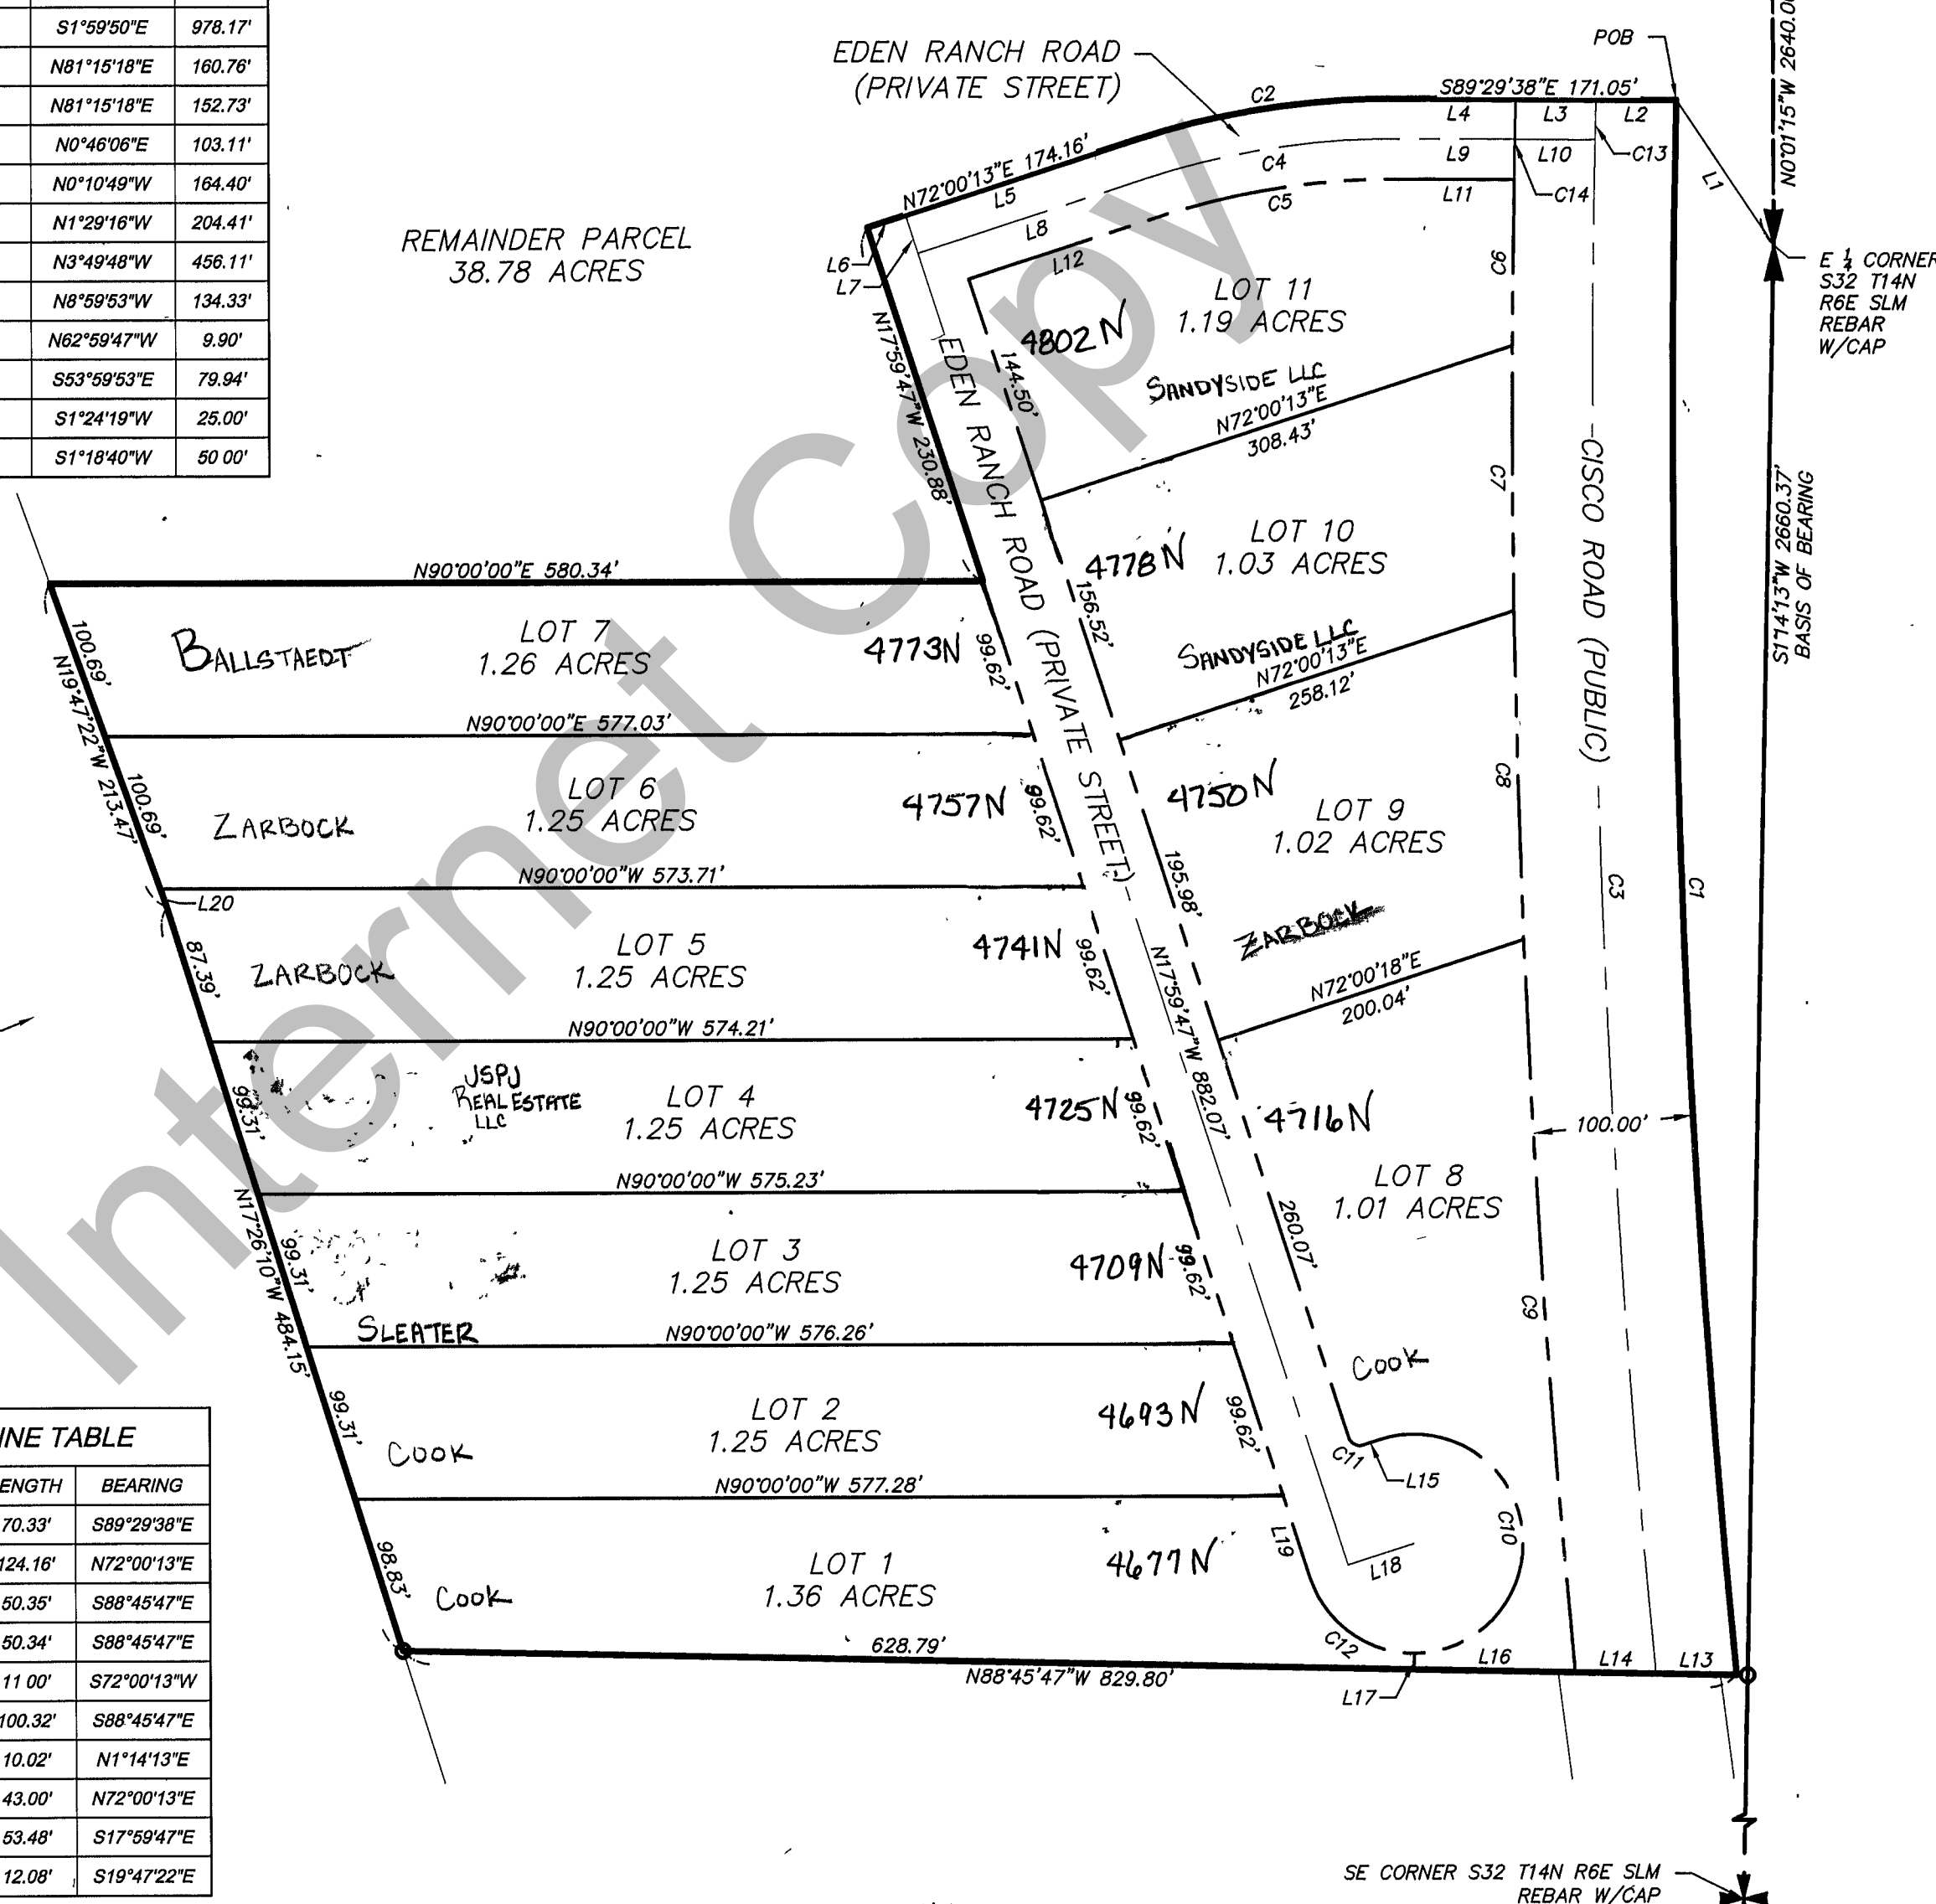 S1°59'50"E 978.17'
N81°15'18"E 160.76'
N81°15'18"E 152.73'
N0°46'06"E 103.11'
N0°10'49"W 164.40'
N1°29'16"W 204.41'
N3°49'48"W 456.11'
N8°59'53"W 134.33'
N62°59'47"W 9.90'
S53°59'53"E 79.94'
S1°24'19"W 25.00'
S1°18'40"W 50 00'
EDEN RANCH ROAD
(PRIVATE STREET)
POB
C2
S89°29'38"E 171.05'
L4
L3
L2
N0°01'15"W 2640.0
N72°00'13"E 174.16'
L5
C4
L9
L10
C13
L1
L8
C5
L11
C14
L6
L7
L12
C6
REMAINDER PARCEL
38.78 ACRES
E ¼ CORNER
S32 T14N
R6E SLM
REBAR
W/CAP
LOT 11
1.19 ACRES
4802 N
144.50'
SANDYSIDE LLC
N72°00'13"E
308.43'
N17°59'47"W 230.88'
EDEN RANCH ROAD (PRIVATE STREET)
CISCO ROAD (PUBLIC)
C7
S1°14'13"W 2660.37'
BASIS OF BEARING
LOT 10
1.03 ACRES
4778 N
156.52'
SANDYSIDE LLC
N72°00'13"E
258.12'
N90°00'00"E 580.34'
BALLSTAEDT
LOT 7
1.26 ACRES
4773N
99.62'
100.69'
N19°47'22"W 213.47'
N90°00'00"E 577.03'
100.69'
ZARBOCK
LOT 6
1.25 ACRES
4757N
99.62'
4750N
LOT 9
1.02 ACRES
C8
195.98'
N90°00'00"W 573.71'
L20
C3
C1
ZARBOCK
N72°00'18"E
200.04'
87.39'
ZARBOCK
LOT 5
1.25 ACRES
4741N
99.62'
N17°59'47"W 882.07'
N90°00'00"W 574.21'
99.31'
JSPJ
REAL ESTATE
LLC
LOT 4
1.25 ACRES
4725N
99.62'
4716N
100.00'
LOT 8
1.01 ACRES
N90°00'00"W 575.23'
N17°26'10"W 484.15'
99.31'
LOT 3
1.25 ACRES
4709N
99.62'
260.07'
C9
SLEATER
N90°00'00"W 576.26'
COOK
99.31'
COOK
LOT 2
1.25 ACRES
4693N
99.62'
C11
L15
N90°00'00"W 577.28'
C10
L19
L18
98.83'
COOK
LOT 1
1.36 ACRES
4677N
C12
628.79'
L16
L14
L13
N88°45'47"W 829.80'
L17
INE TABLE
ENGTH BEARING
70.33' S89°29'38"E
124.16' N72°00'13"E
50.35' S88°45'47"E
50.34' S88°45'47"E
11 00' S72°00'13"W
100.32' S88°45'47"E
10.02' N1°14'13"E
43.00' N72°00'13"E
53.48' S17°59'47"E
12.08' S19°47'22"E
SE CORNER S32 T14N R6E SLM
REBAR W/CAP
Internet Copy